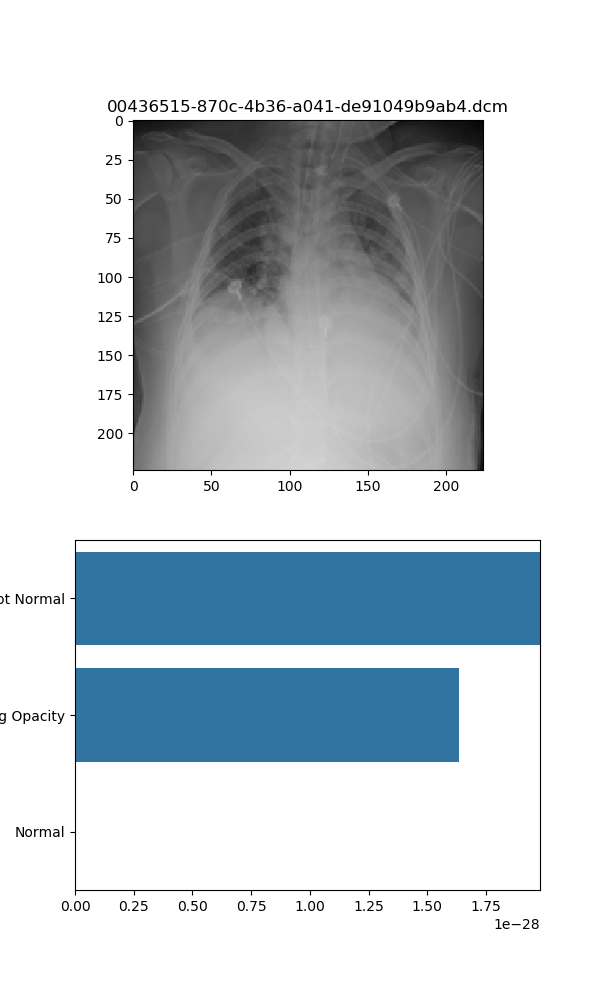 00436515-870c-4b36-a041-de91049b9ab4.dcm
0
25
50
75
100
125
150
175
200
0 50 100 150 200
ot Normal
g Opacity
Normal
0.00 0.25 0.50 0.75 1.00 1.25 1.50 1.75
1e−28